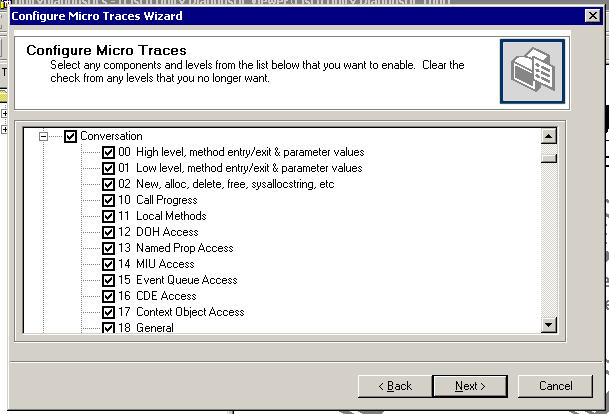 Configure Micro Traces Wizard
Configure Micro Traces
Select any components and levels from the list below that you want to enable. Clear the
check from any levels that you no longer want.
Conversation
00 High level, method entry/exit & parameter values
01 Low level, method entry/exit & parameter values
02 New, alloc, delete, free, sysallocstring, etc
10 Call Progress
11 Local Methods
12 DOH Access
13 Named Prop Access
14 MIU Access
15 Event Queue Access
16 CDE Access
17 Context Object Access
18 General
< Back
Next >
Cancel